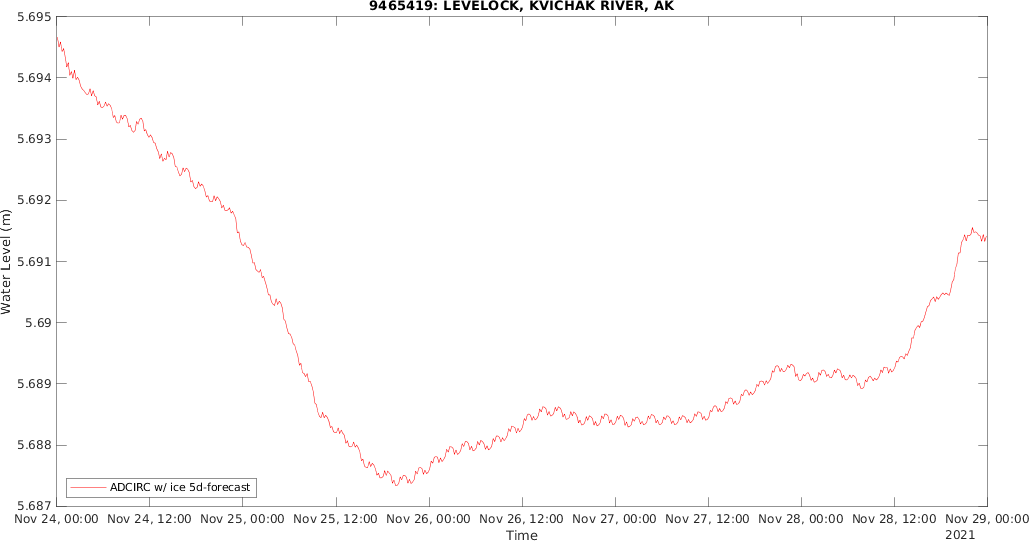 9465419: LEVELOCK, KVICHAK RIVER, AK
5.695
5.694
5.693
5.692
5.691
5.69
5.689
5.688
5.687
Water Level (m)
ADCIRC w/ ice 5d-forecast
Nov 24, 00:00 Nov 24, 12:00 Nov 25, 00:00 Nov 25, 12:00 Nov 26, 00:00 Nov 26, 12:00 Nov 27, 00:00 Nov 27, 12:00 Nov 28, 00:00 Nov 28, 12:00 Nov 29, 00:00
Time
2021